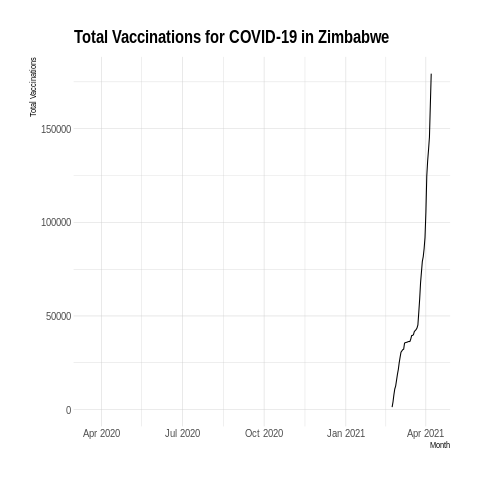 Total Vaccinations for COVID-19 in Zimbabwe
Total Vaccinations
150000
100000
50000
0
Apr 2020 Jul 2020 Oct 2020 Jan 2021 Apr 2021
Month